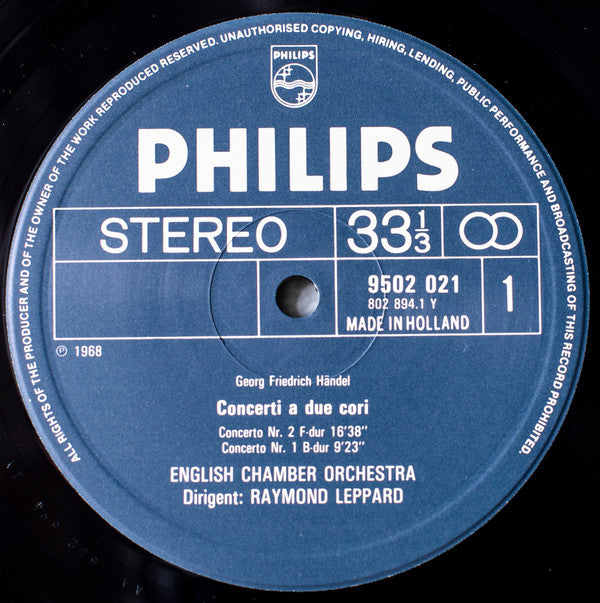 ALL RIGHTS OF THE PRODUCER AND OF THE OWNER OF THE WORK REPRODUCED RESERVED. UNAUTHORISED COPYING, HIRING, LENDING, PUBLIC PERFORMANCE AND BROADCASTING OF THIS RECORD PROHIBITED.
PHILIPS
PHILIPS
STEREO 33⅓
9502 021
802 894.1 Y
MADE IN HOLLAND
1
℗ 1968
Georg Friedrich Händel
Concerti a due cori
Concerto Nr. 2 F-dur 16'38"
Concerto Nr. 1 B-dur 9'23"
ENGLISH CHAMBER ORCHESTRA
Dirigent: RAYMOND LEPPARD